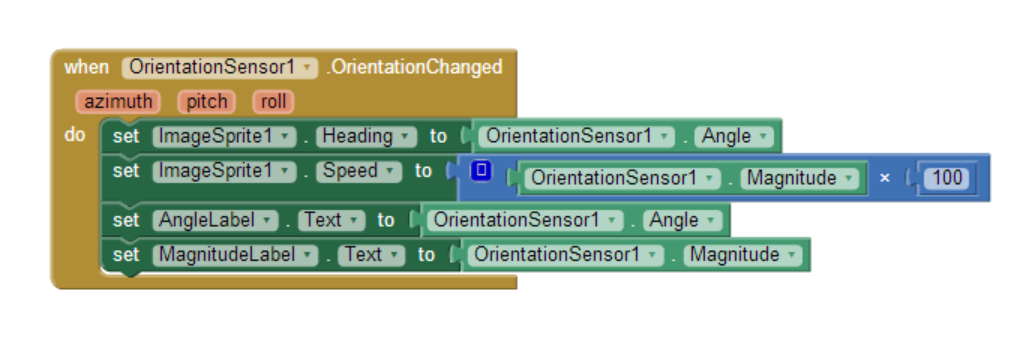 when OrientationSensor1 .OrientationChanged
azimuth pitch roll
do set ImageSprite1 . Heading to OrientationSensor1 . Angle
set ImageSprite1 . Speed to OrientationSensor1 . Magnitude × 100
set AngleLabel . Text to OrientationSensor1 . Angle
set MagnitudeLabel . Text to OrientationSensor1 . Magnitude